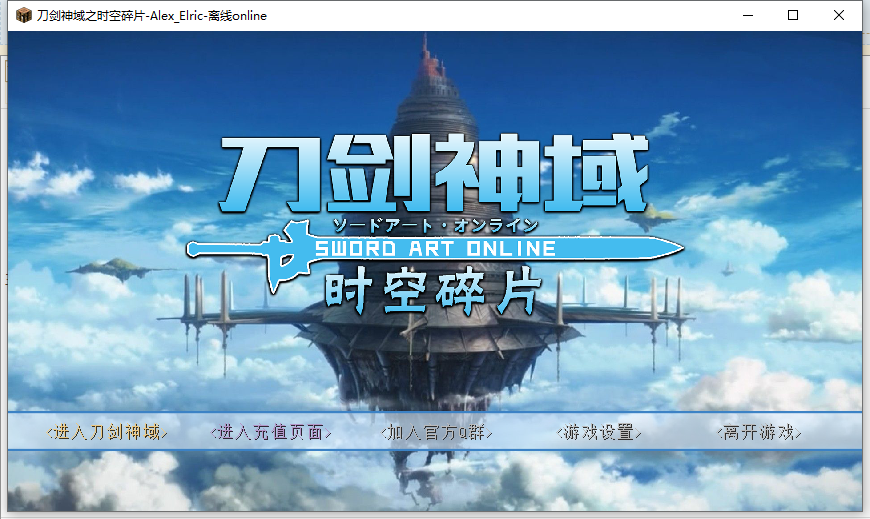 刀剑神域之时空碎片-Alex_Elric-离线online
刀剑神域
ソードアート・オンライン
SWORD ART ONLINE
时空碎片
<进入刀剑神域> <进入充值页面> <加入官方q群> <游戏设置> <离开游戏>